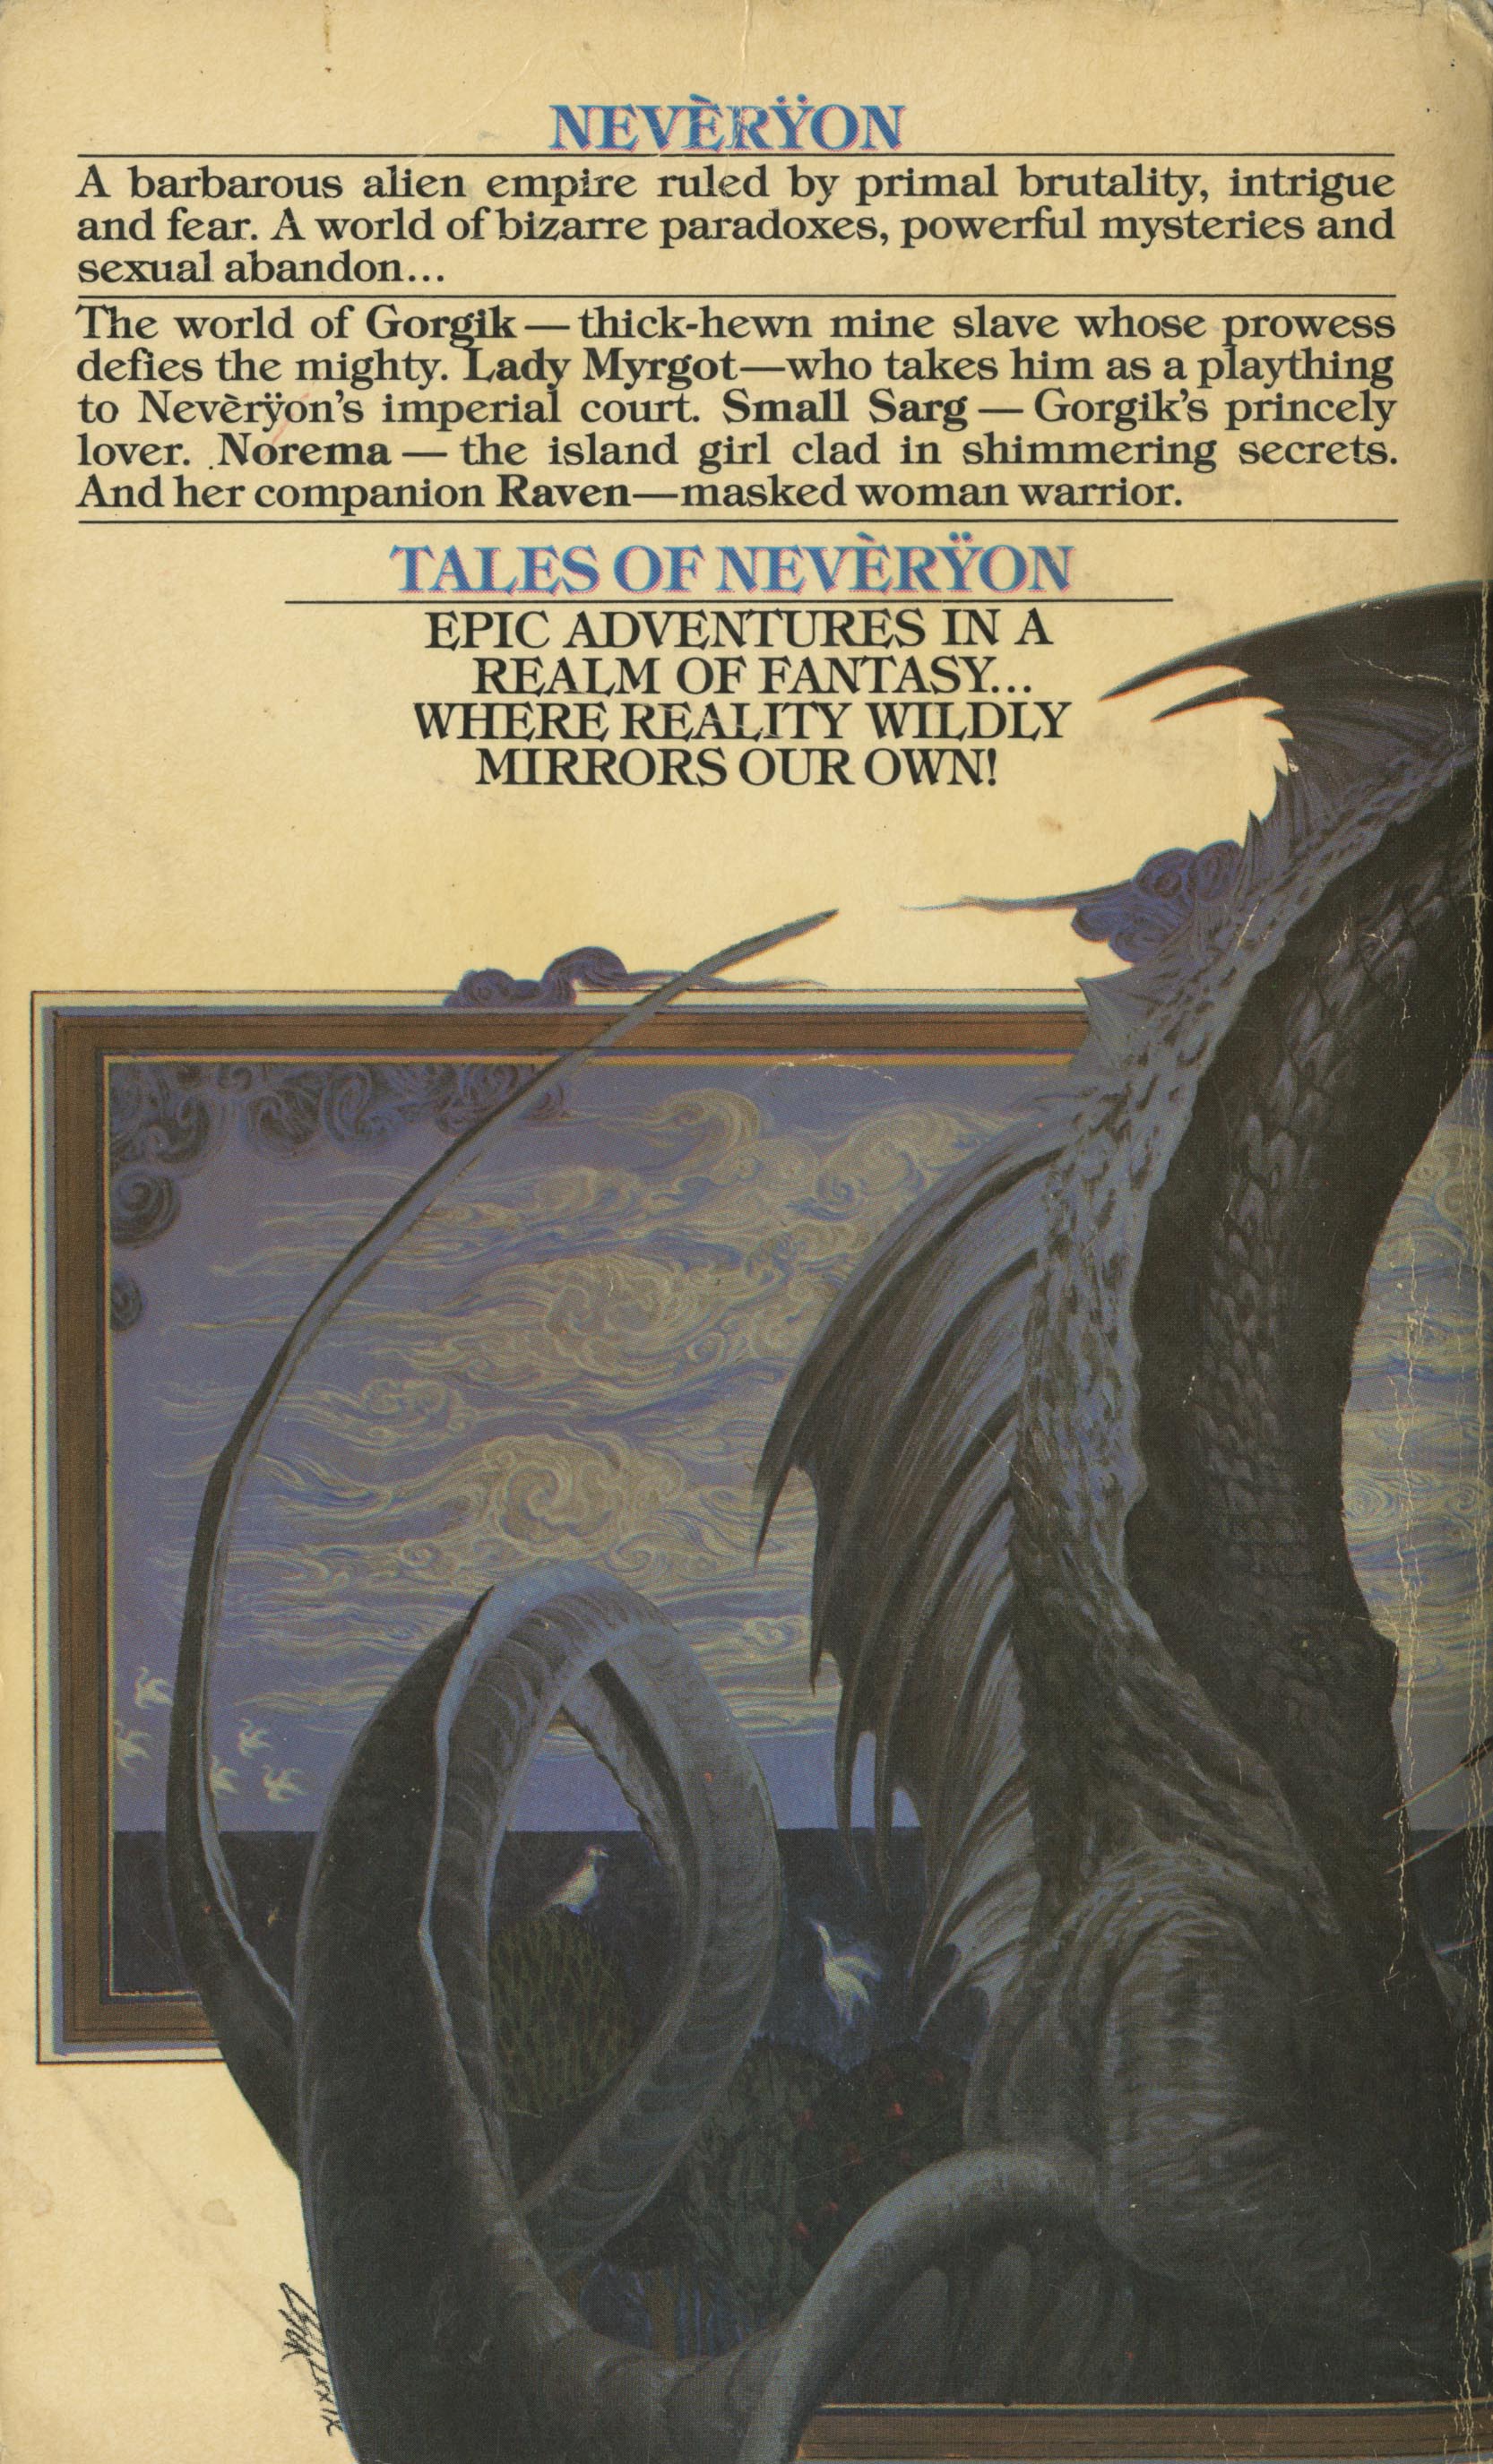 NEVÈRŸON
A barbarous alien empire ruled by primal brutality, intrigue
and fear. A world of bizarre paradoxes, powerful mysteries and
sexual abandon...
The world of Gorgik — thick-hewn mine slave whose prowess
defies the mighty. Lady Myrgot—who takes him as a plaything
to Nevèrÿon's imperial court. Small Sarg — Gorgik's princely
lover. Norema — the island girl clad in shimmering secrets.
And her companion Raven—masked woman warrior.
TALES OF NEVÈRŸON
EPIC ADVENTURES IN A
REALM OF FANTASY...
WHERE REALITY WILDLY
MIRRORS OUR OWN!